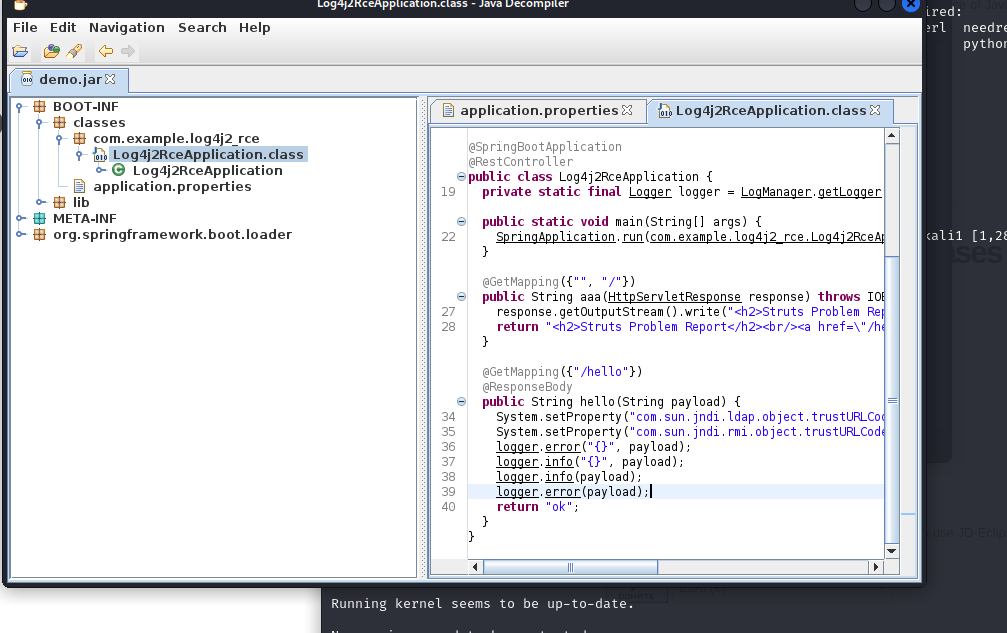 Log4j2RceApplication.class - Java Decompiler
File Edit Navigation Search Help
demo.jar
BOOT-INF
classes
com.example.log4j2_rce
Log4j2RceApplication.class
Log4j2RceApplication
application.properties
lib
META-INF
org.springframework.boot.loader
application.properties
Log4j2RceApplication.class
@SpringBootApplication
@RestController
public class Log4j2RceApplication {
19 private static final Logger logger = LogManager.getLogger
public static void main(String[] args) {
22 SpringApplication.run(com.example.log4j2_rce.Log4j2RceAp
}
@GetMapping({"", "/"})
public String aaa(HttpServletResponse response) throws IOE
27 response.getOutputStream().write("<h2>Struts Problem Rep
28 return "<h2>Struts Problem Report</h2><br/><a href=\"/he
}
@GetMapping({"/hello"})
@ResponseBody
public String hello(String payload) {
34 System.setProperty("com.sun.jndi.ldap.object.trustURLCod
35 System.setProperty("com.sun.jndi.rmi.object.trustURLCode
36 logger.error("{}", payload);
37 logger.info("{}", payload);
38 logger.info(payload);
39 logger.error(payload);
40 return "ok";
}
}
ired:
erl needre
python
kali1 [1,28
ases
use JD-Eclip
Running kernel seems to be up-to-date.